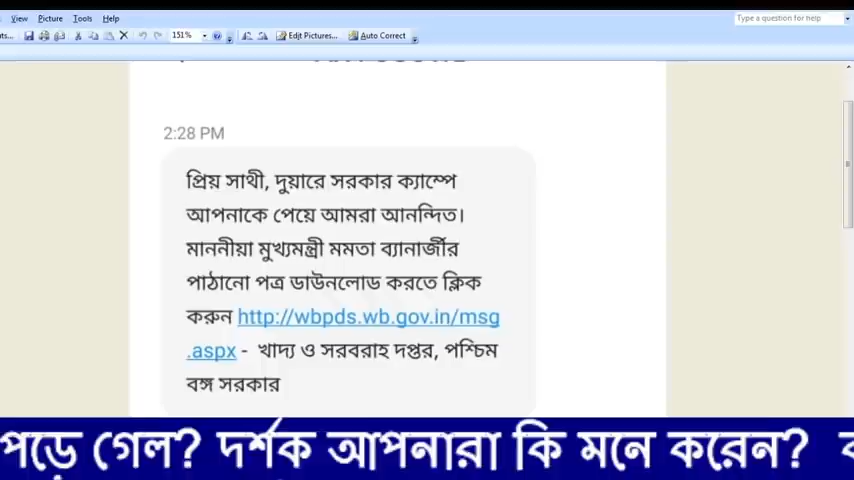 View Picture Tools Help
Type a question for help
151%
Edit Pictures...
Auto Correct
2:28 PM
প্রিয় সাথী, দুয়ারে সরকার ক্যাম্পে
আপনাকে পেয়ে আমরা আনন্দিত।
মাননীয়া মুখ্যমন্ত্রী মমতা ব্যানার্জীর
পাঠানো পত্র ডাউনলোড করতে ক্লিক
করুন http://wbpds.wb.gov.in/msg
.aspx - খাদ্য ও সরবরাহ দপ্তর, পশ্চিম
বঙ্গ সরকার
পড়ে গেল? দর্শক আপনারা কি মনে করেন?